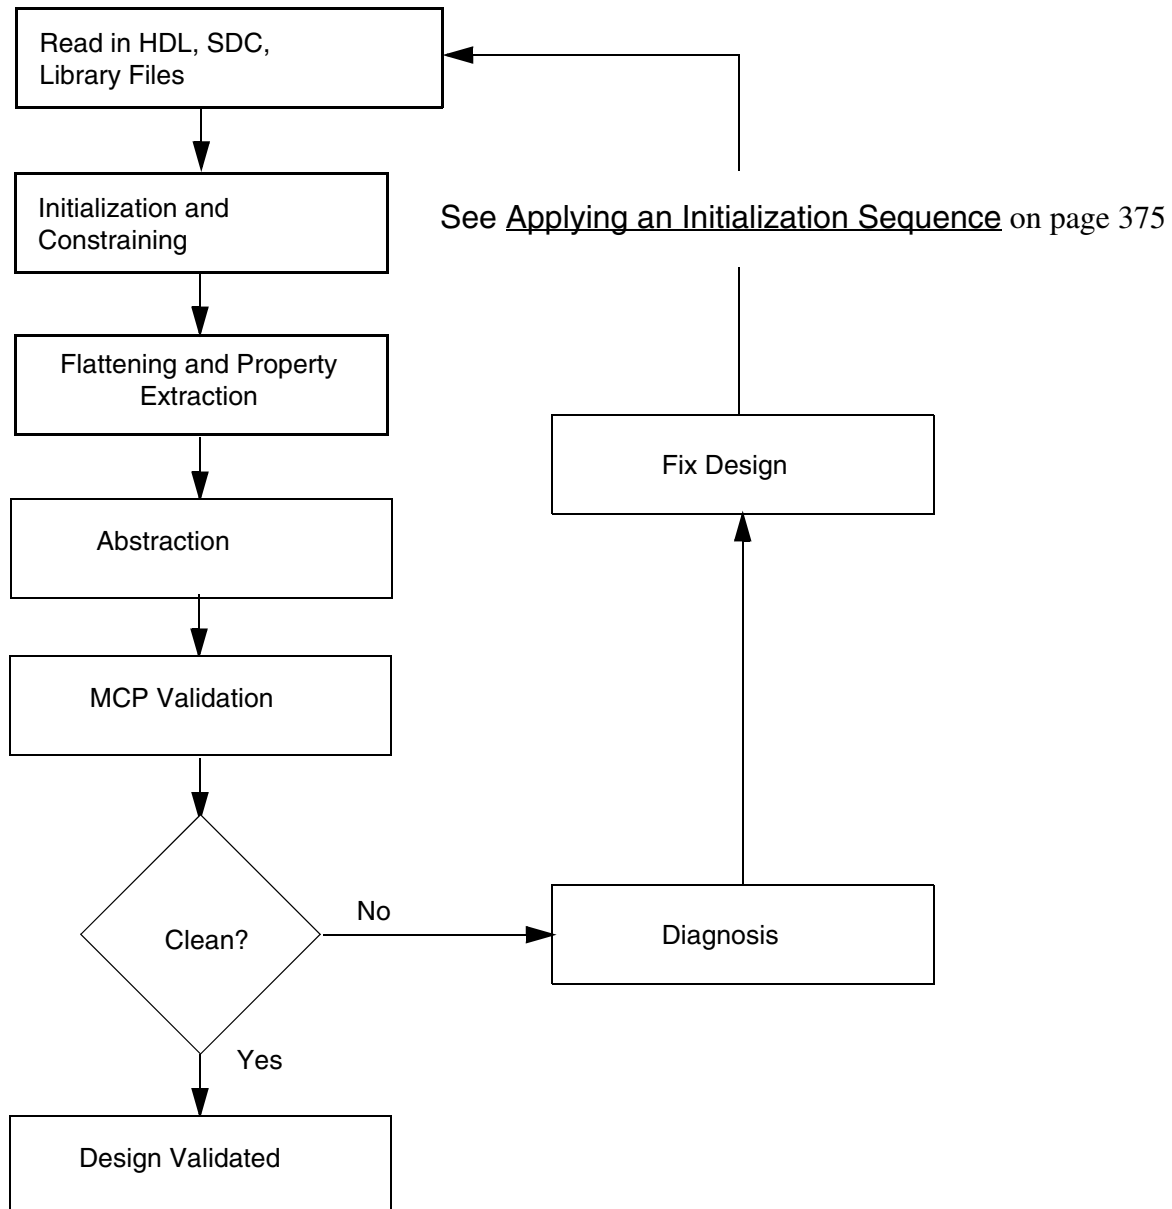 Read in HDL, SDC,
Library Files
Initialization and
Constraining
See Applying an Initialization Sequence on page 375
Flattening and Property
Extraction
Fix Design
Abstraction
MCP Validation
No
Clean?
Diagnosis
Yes
Design Validated